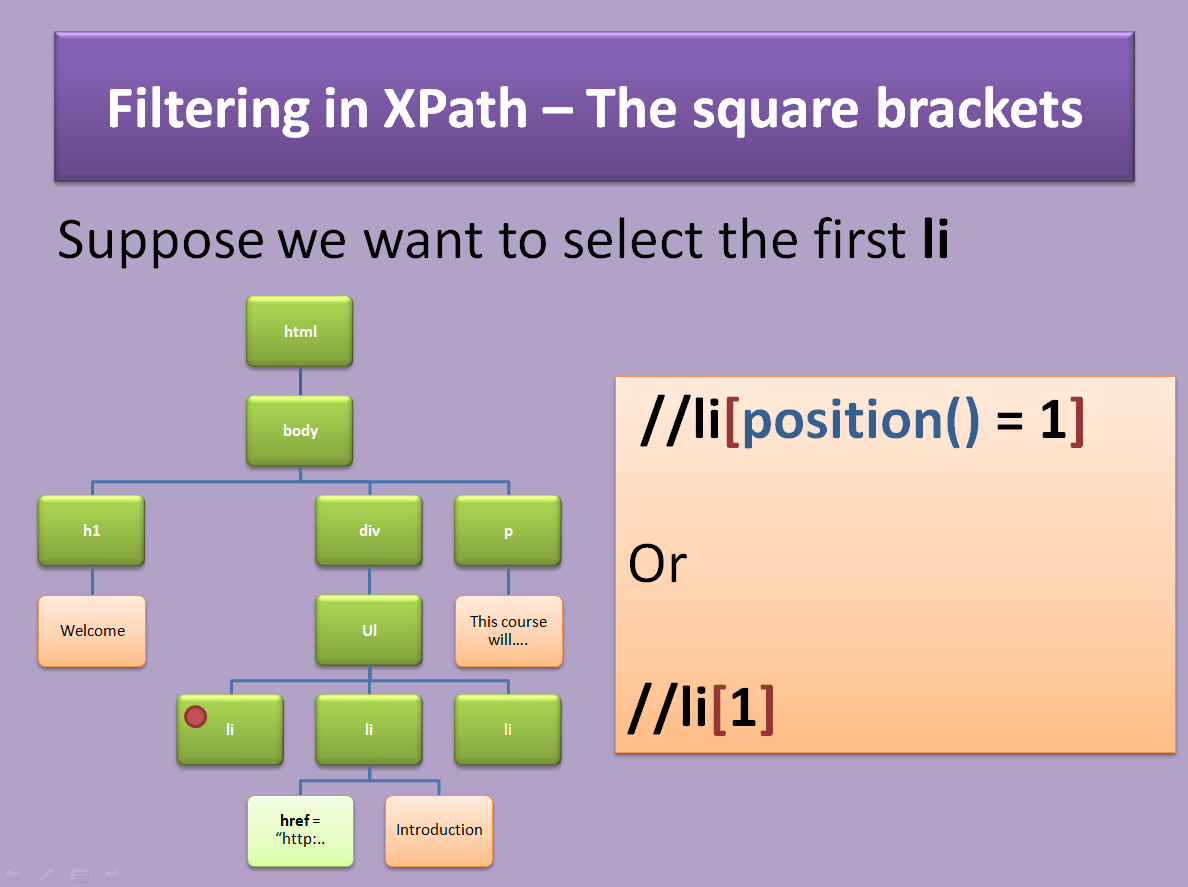 Filtering in XPath – The square brackets
Suppose we want to select the first li
html
body
h1
div
p
Welcome
Ul
This course
will....
li
li
li
href =
“http:..
Introduction
//li[position() = 1]
Or
//li[1]